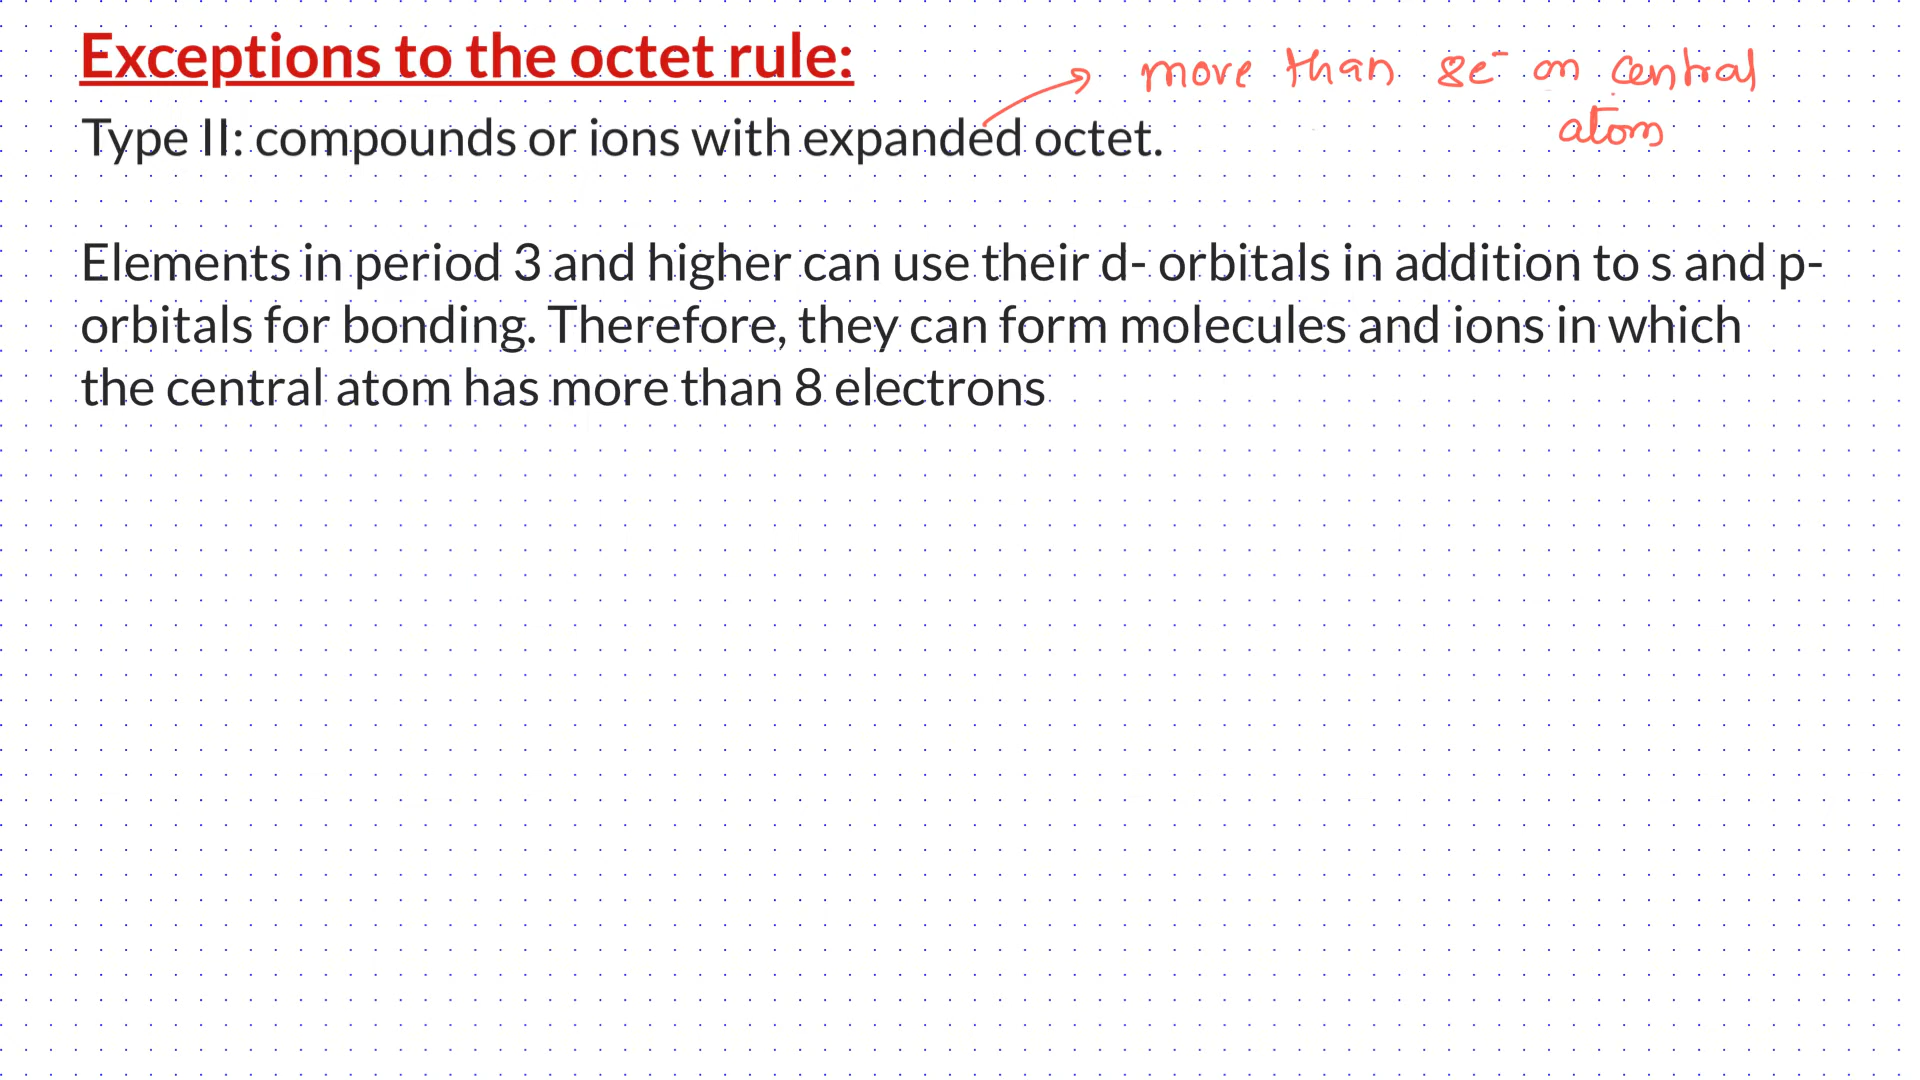 Exceptions to the octet rule:
more than 8e⁻ on central
atom
Type II: compounds or ions with expanded octet.
Elements in period 3 and higher can use their d- orbitals in addition to s and p-
orbitals for bonding. Therefore, they can form molecules and ions in which
the central atom has more than 8 electrons